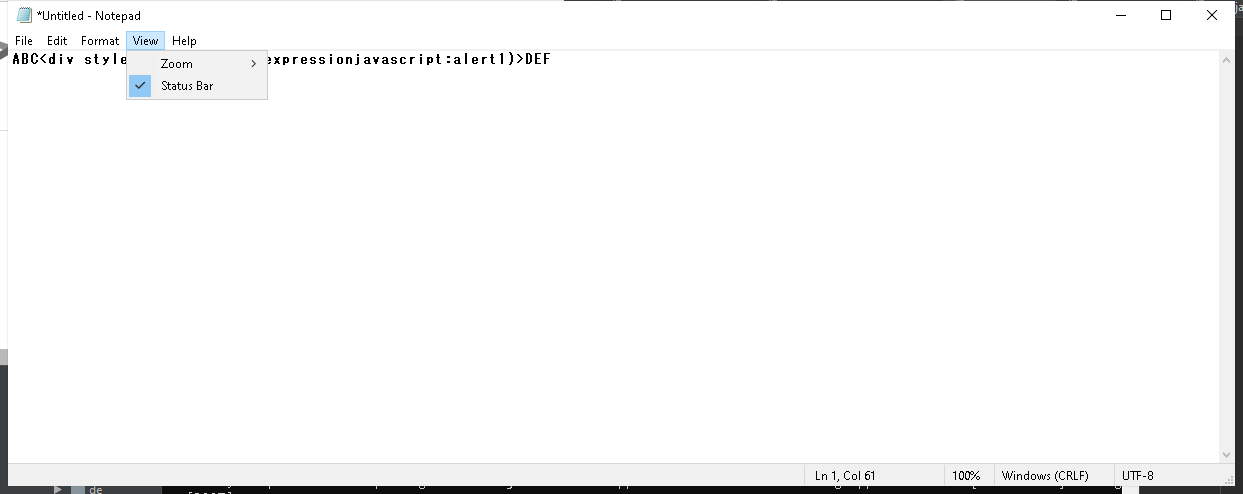 *Untitled - Notepad
File Edit Format View Help
ABC<div style expressionjavascript:alert1)>DEF
Zoom
Status Bar
Ln 1, Col 61 100% Windows (CRLF) UTF-8
de